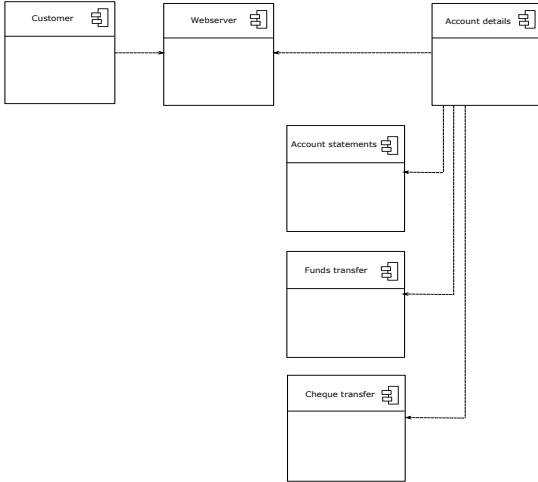 Customer
Webserver
Account details
Account statements
Funds transfer
Cheque transfer